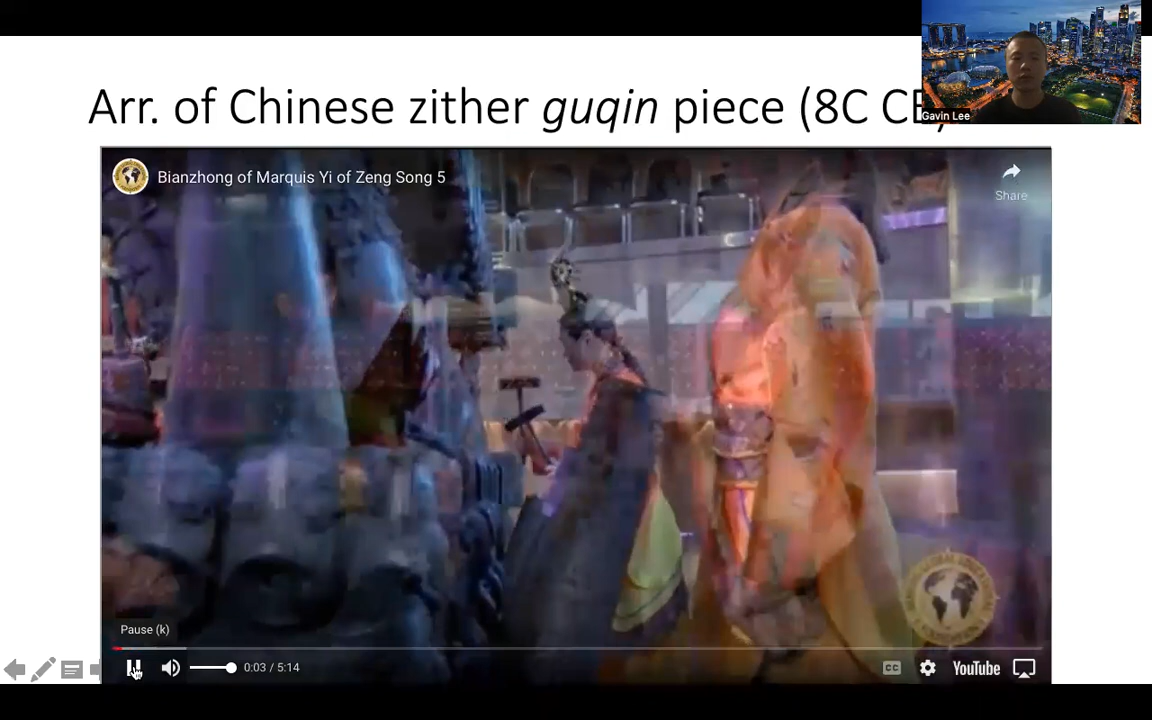 Arr. of Chinese zither guqin piece (8C CE)
Gavin Lee
Bianzhong of Marquis Yi of Zeng Song 5
Share
Pause (k)
0:03 / 5:14
CC
YouTube